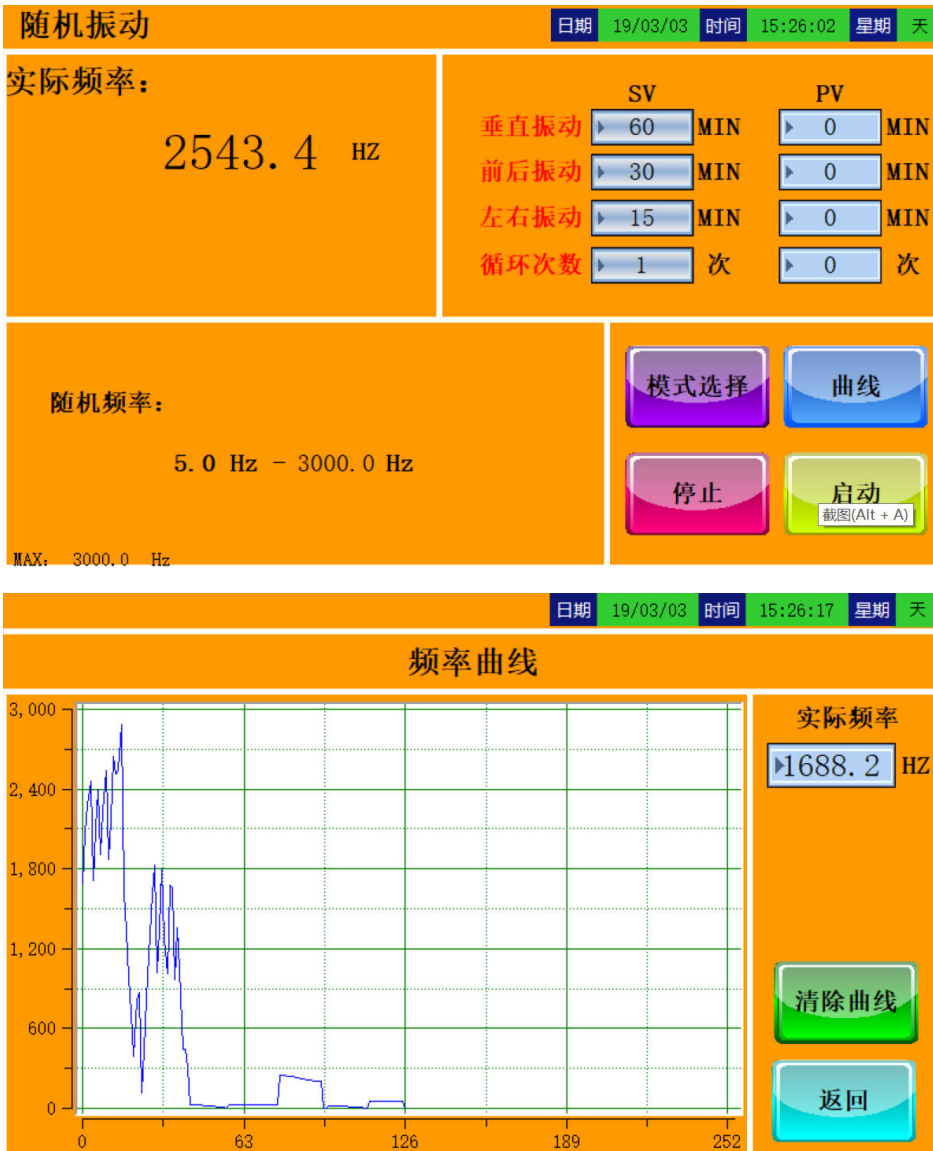 随机振动 日期 19/03/03 时间 15:26:02 星期 天
实际频率：
2543.4 HZ
SV PV
垂直振动 60 MIN 0 MIN
前后振动 30 MIN 0 MIN
左右振动 15 MIN 0 MIN
循环次数 1 次 0 次
随机频率：
5.0 Hz - 3000.0 Hz
MAX: 3000.0 Hz
模式选择 曲线
停止 启动
截图(Alt + A)
日期 19/03/03 时间 15:26:17 星期 天
频率曲线
3,000
2,400
1,800
1,200
600
0
0 63 126 189 252
实际频率
1688.2 HZ
清除曲线
返回